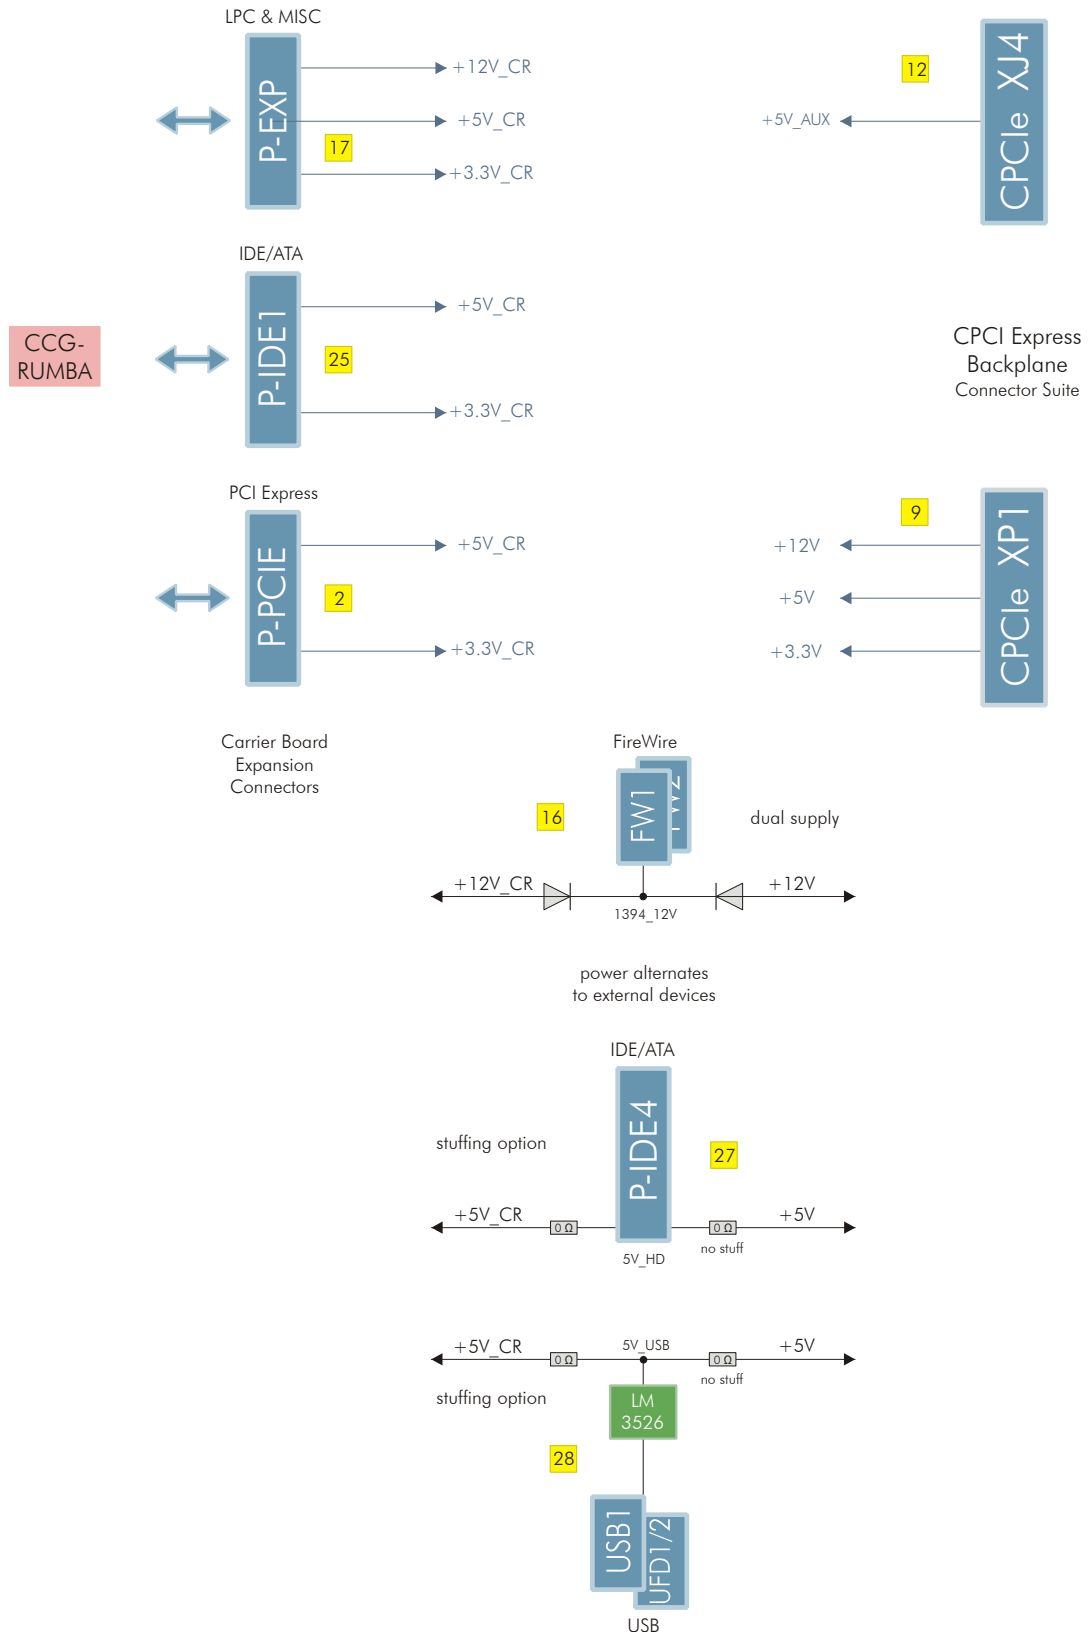 LPC & MISC
P-EXP
+12V_CR
+5V_CR
17
+3.3V_CR
12
+5V_AUX
CPCIe XJ4
IDE/ATA
P-IDE1
+5V_CR
25
+3.3V_CR
CCG-
RUMBA
CPCI Express
Backplane
Connector Suite
PCI Express
P-PCIE
+5V_CR
2
+3.3V_CR
9
+12V
+5V
+3.3V
CPCIe XP1
Carrier Board
Expansion
Connectors
FireWire
FW1
FW2
16
dual supply
+12V_CR
+12V
1394_12V
power alternates
to external devices
IDE/ATA
P-IDE4
stuffing option
27
+5V_CR
0 Ω
0 Ω
+5V
5V_HD
no stuff
+5V_CR
0 Ω
5V_USB
0 Ω
+5V
no stuff
stuffing option
LM
3526
28
USB1
UFD1/2
USB